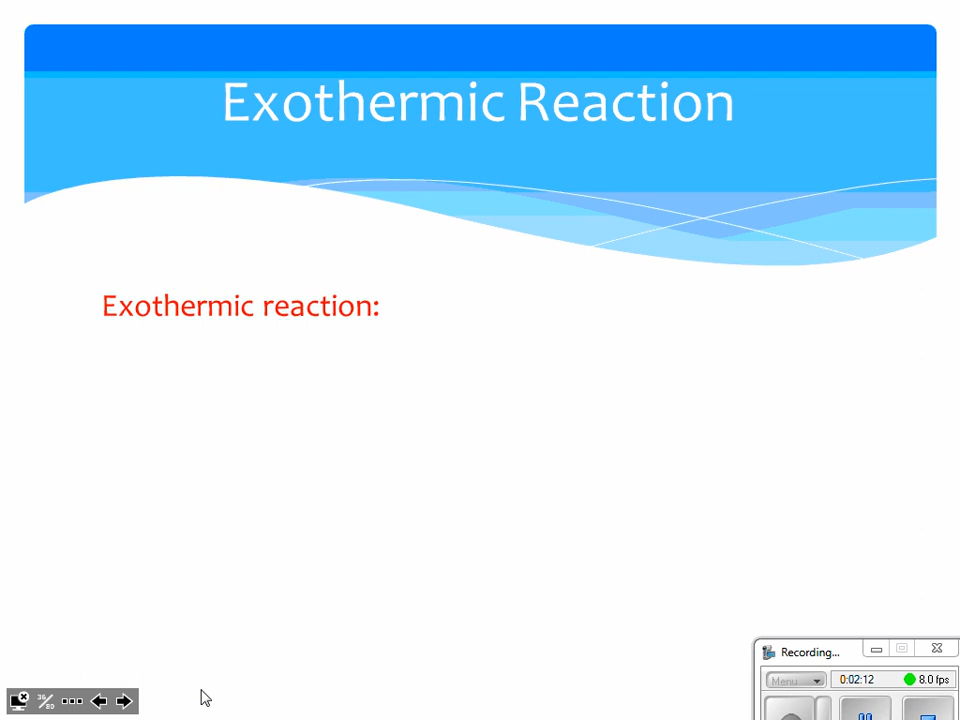 Exothermic Reaction
Exothermic reaction:
Recording...
Menu
0:02:12
8.0 fps